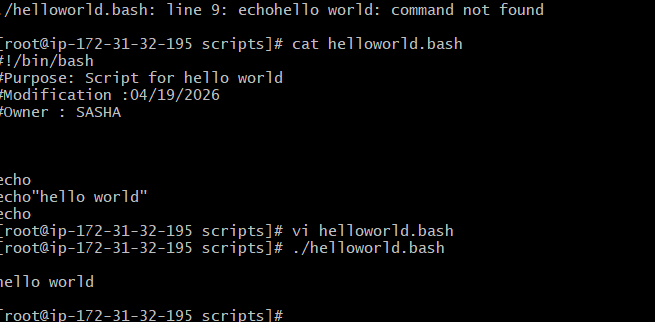 ./helloworld.bash: line 9: echohello world: command not found
[root@ip-172-31-32-195 scripts]# cat helloworld.bash
#!/bin/bash
#Purpose: Script for hello world
#Modification :04/19/2026
#Owner : SASHA
echo
echo"hello world"
echo
[root@ip-172-31-32-195 scripts]# vi helloworld.bash
[root@ip-172-31-32-195 scripts]# ./helloworld.bash
hello world
[root@ip-172-31-32-195 scripts]#